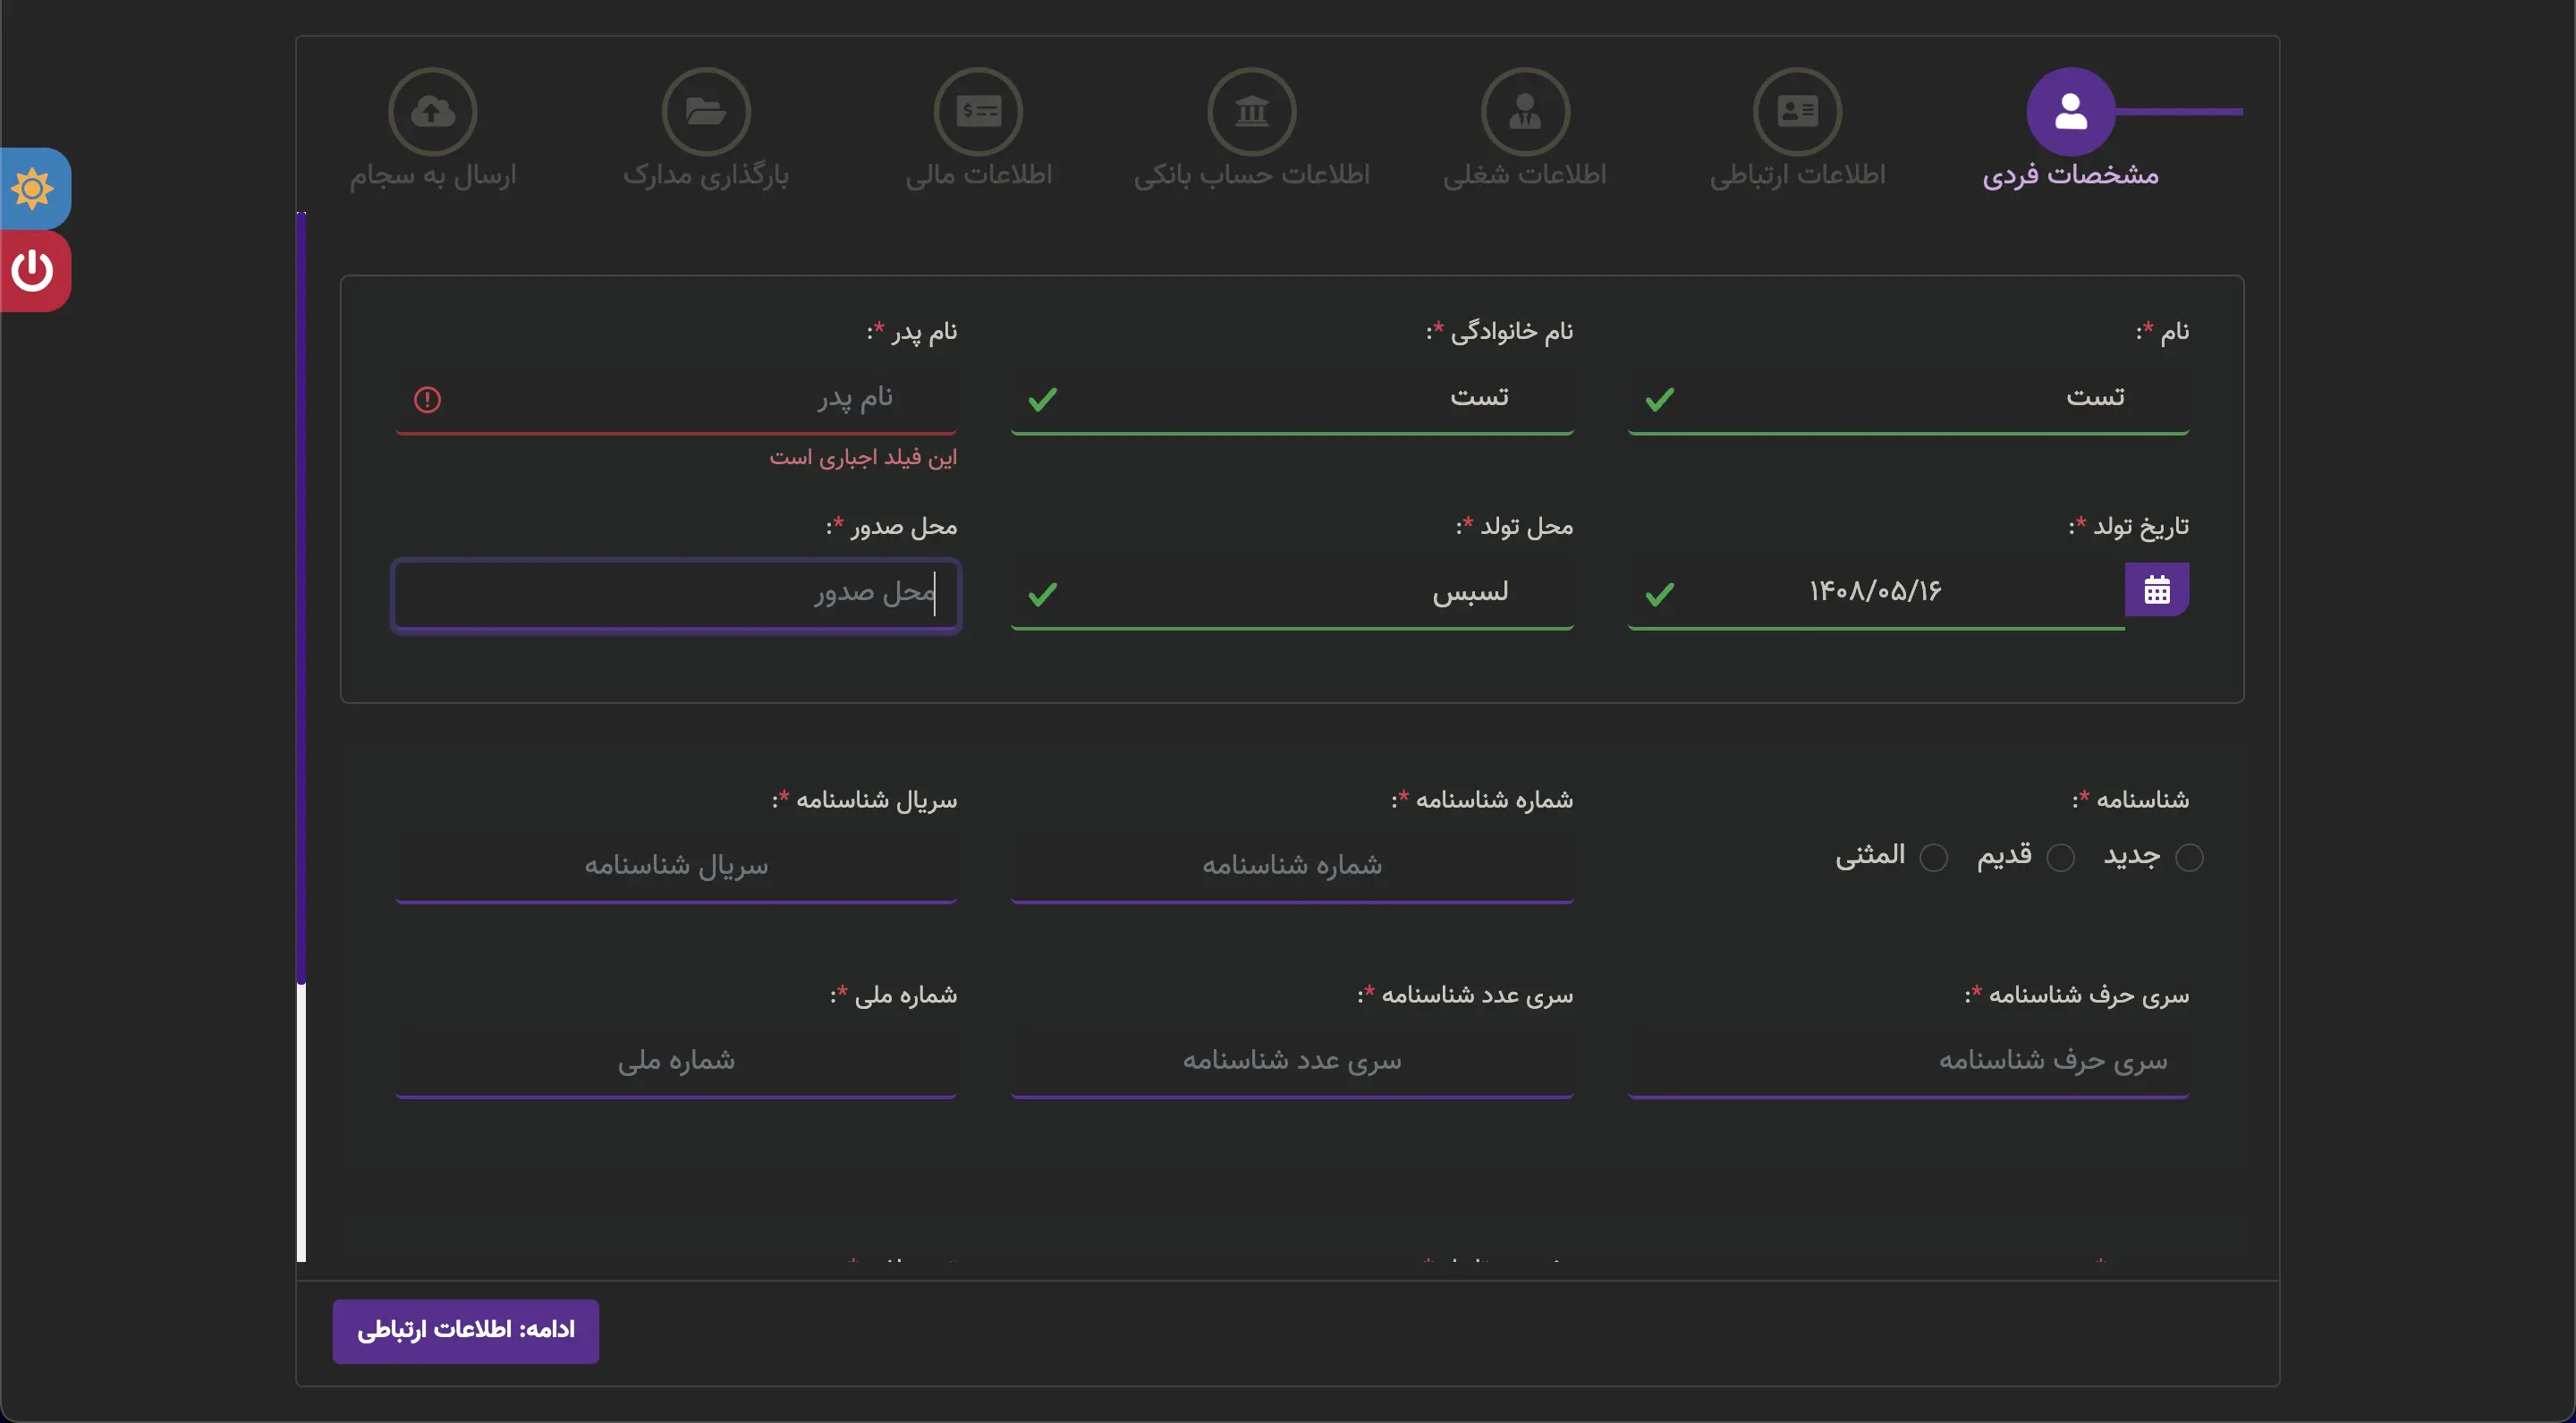 مشخصات فردی
اطلاعات ارتباطی
اطلاعات شغلی
اطلاعات حساب بانکی
اطلاعات مالی
بارگذاری مدارک
ارسال به سجام
نام *:
نام خانوادگی *:
نام پدر *:
تست
تست
نام پدر
این فیلد اجباری است
تاریخ تولد *:
محل تولد *:
محل صدور *:
۱۴۰۸/۰۵/۱۶
لسبس
محل صدور
شناسنامه *:
شماره شناسنامه *:
سریال شناسنامه *:
جدید
قدیم
المثنی
شماره شناسنامه
سریال شناسنامه
سری حرف شناسنامه *:
سری عدد شناسنامه *:
شماره ملی *:
سری حرف شناسنامه
سری عدد شناسنامه
شماره ملی
ادامه: اطلاعات ارتباطی